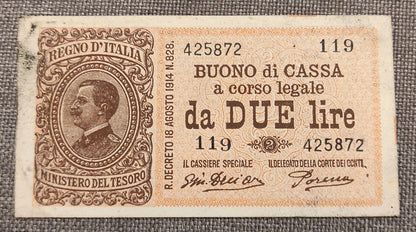 REGNO D'ITALIA
MINISTERO DEL TESORO
R. DECRETO 18 AGOSTO 1914 N. 828.
425872 119
BUONO di CASSA
a corso legale
da DUE lire
119 2 425872
IL CASSIERE SPECIALE IL DELEGATO DELLA CORTE DEI CONTI.